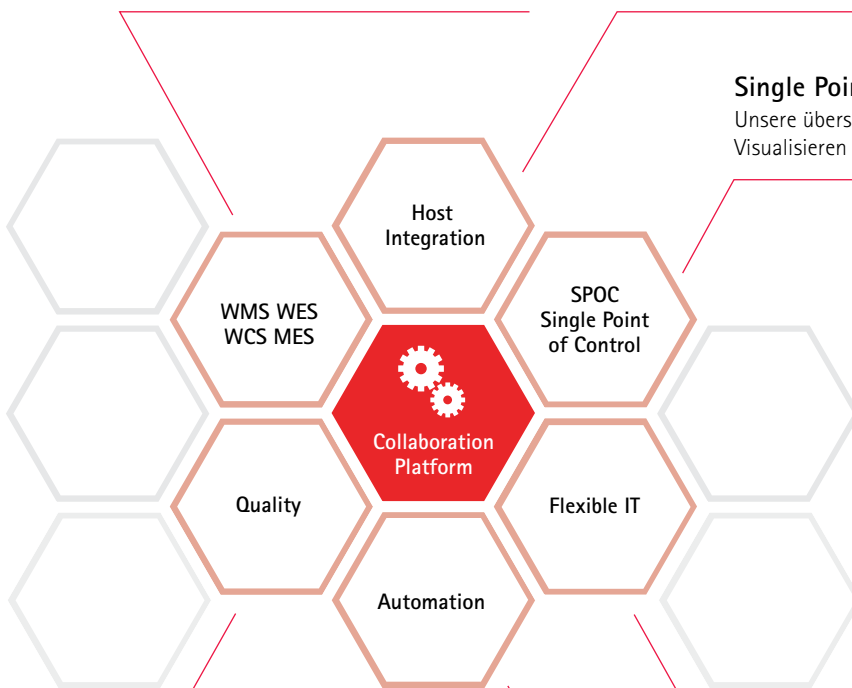 Single Poi
Unsere übers
Visualisieren
Host
Integration
WMS WES
WCS MES
SPOC
Single Point
of Control
Collaboration
Platform
Quality
Flexible IT
Automation